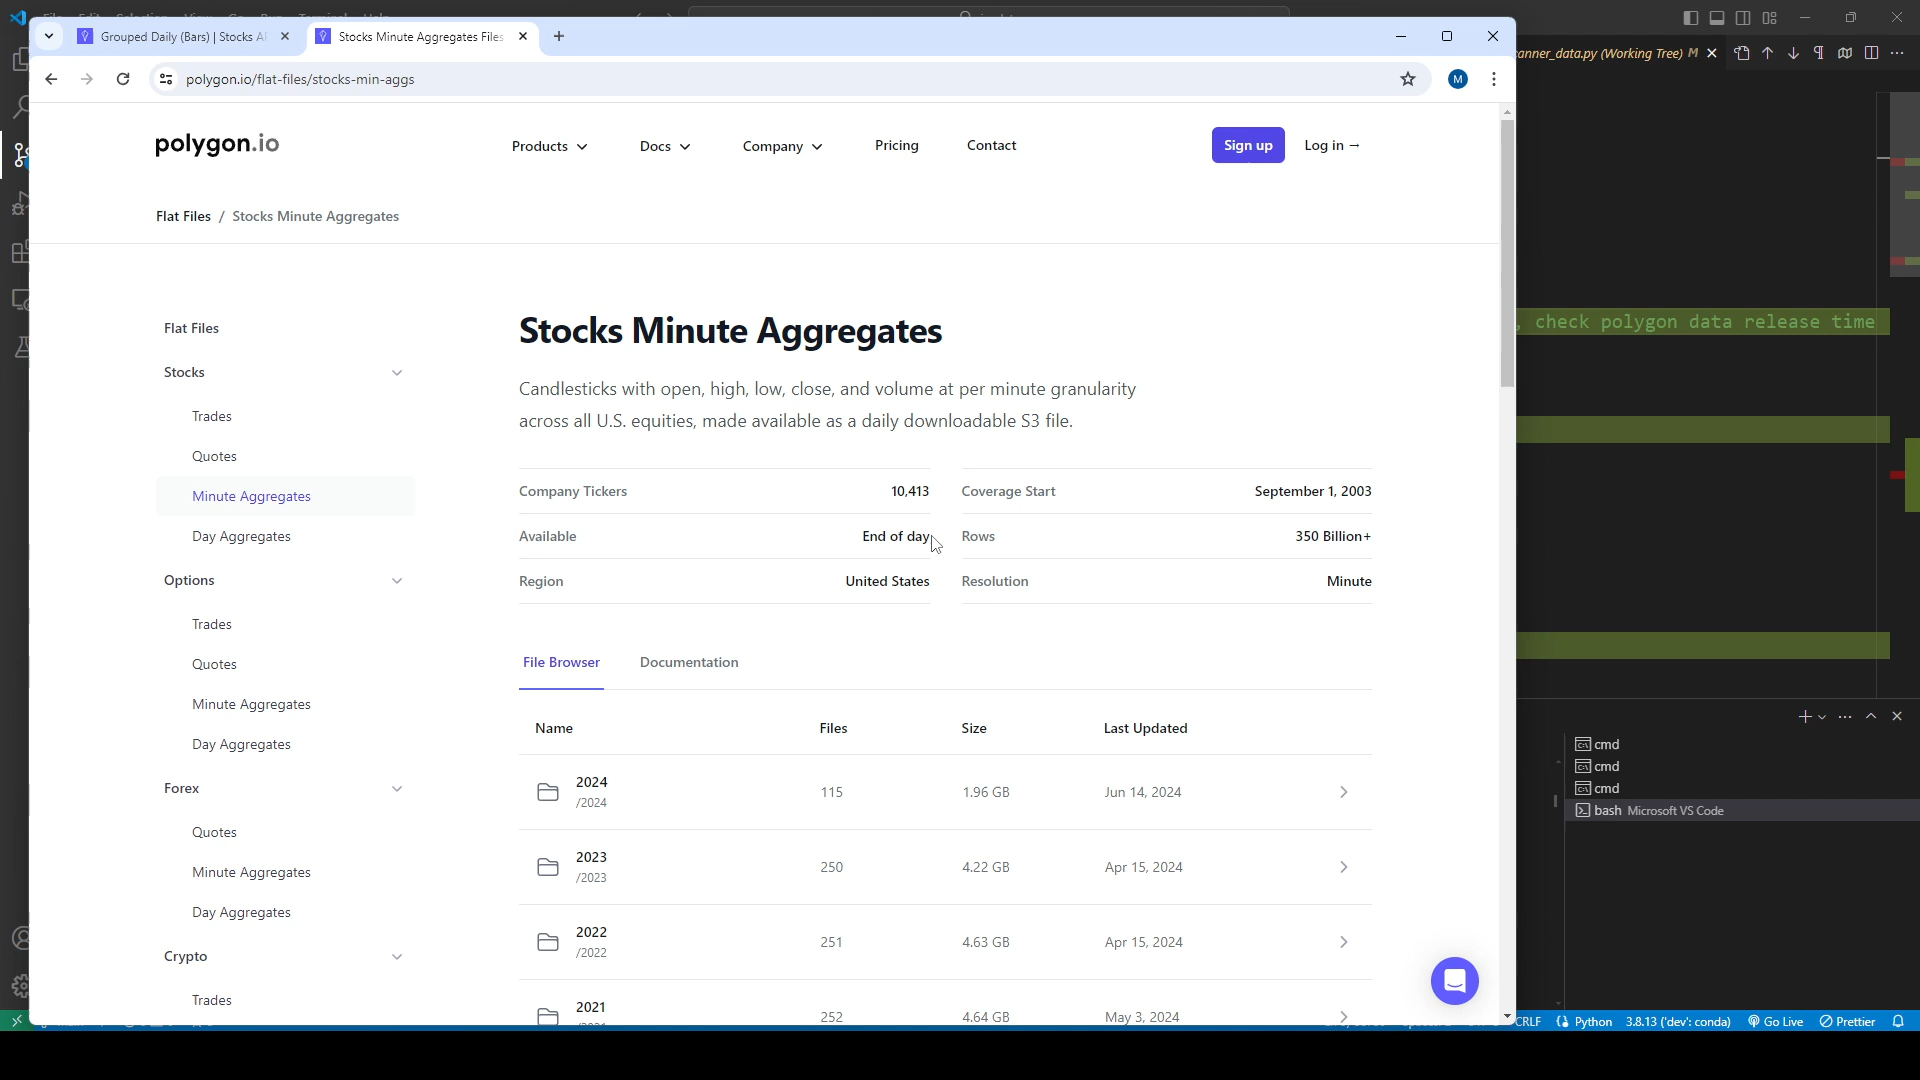 Grouped Daily (Bars) | Stocks A
Stocks Minute Aggregates Files
canner_data.py (Working Tree) M
polygon.io/flat-files/stocks-min-aggs
M
polygon.io
Products
Docs
Company
Pricing
Contact
Sign up
Log in →
Flat Files / Stocks Minute Aggregates
Flat Files
Stocks
Trades
Quotes
Minute Aggregates
Day Aggregates
Options
Trades
Quotes
Minute Aggregates
Day Aggregates
Forex
Quotes
Minute Aggregates
Day Aggregates
Crypto
Trades
Stocks Minute Aggregates
Candlesticks with open, high, low, close, and volume at per minute granularity
across all U.S. equities, made available as a daily downloadable S3 file.
Company Tickers 10,413
Coverage Start September 1, 2003
Available End of day
Rows 350 Billion+
Region United States
Resolution Minute
File Browser
Documentation
Name Files Size Last Updated
2024 115 1.96 GB Jun 14, 2024
/2024
2023 250 4.22 GB Apr 15, 2024
/2023
2022 251 4.63 GB Apr 15, 2024
/2022
2021 252 4.64 GB May 3, 2024
, check polygon data release time
cmd
cmd
cmd
bash Microsoft VS Code
CRLF
Python
3.8.13 ('dev': conda)
Go Live
Prettier